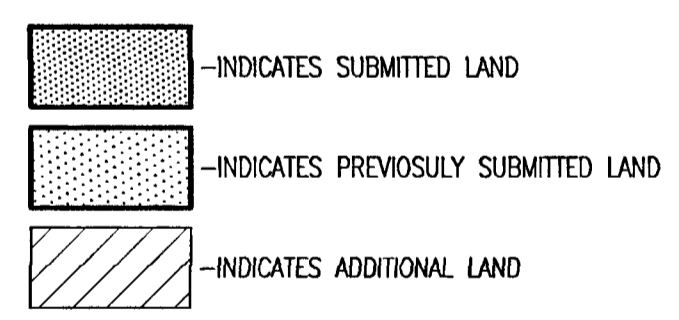 -INDICATES SUBMITTED LAND
-INDICATES PREVIOSULY SUBMITTED LAND
-INDICATES ADDITIONAL LAND